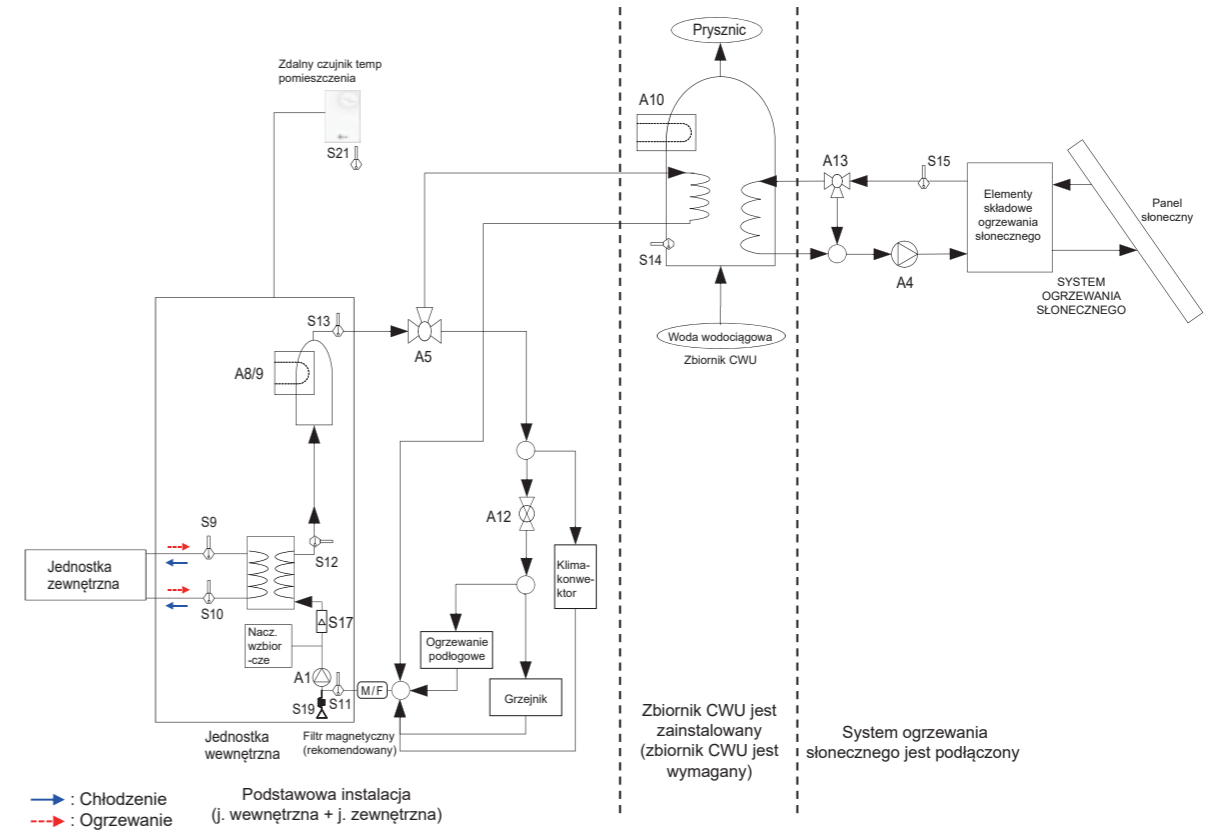 Zdalny czujnik temp
pomieszczenia
S21
Prysznic
A10
S14
Woda wodociągowa
Zbiornik CWU
A13
S15
Elementy
składowe
ogrzewania
słonecznego
A4
Panel
słoneczny
SYSTEM
OGRZEWANIA
SŁONECZNEGO
S13
A5
A8/9
A12
S9
S12
Jednostka
zewnętrzna
S10
S17
Nacz.
wzbior
-cze
A1
S19
S11
M/F
Klima-
konwe-
ktor
Ogrzewanie
podłogowe
Grzejnik
Jednostka
wewnętrzna
Filtr magnetyczny
(rekomendowany)
Zbiornik CWU jest
zainstalowany
(zbiornik CWU jest
wymagany)
System ogrzewania
słonecznego jest podłączony
: Chłodzenie
: Ogrzewanie
Podstawowa instalacja
(j. wewnętrzna + j. zewnętrzna)